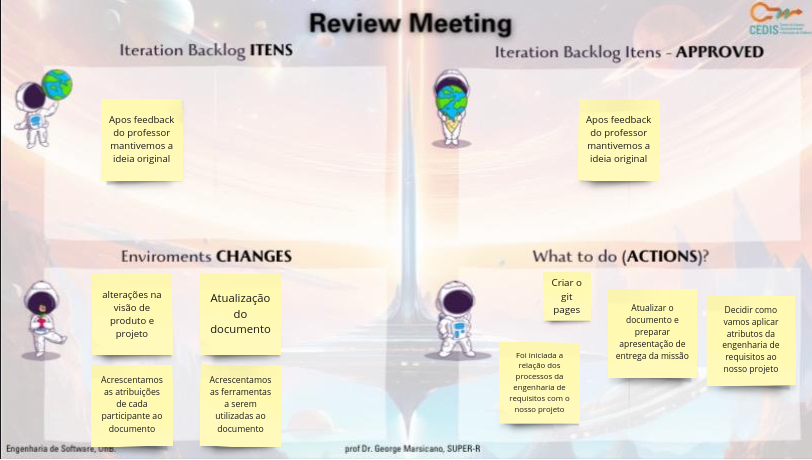 Review Meeting
CEDIS
Iteration Backlog ITENS
Apos feedback
do professor
mantivemos a
ideia original
Iteration Backlog Itens - APPROVED
Apos feedback
do professor
mantivemos a
ideia original
Enviroments CHANGES
alterações na
visão de
produto e
projeto
Atualização
do
documento
Acrescentamos
as atribuições
de cada
participante ao
documento
Acrescentamos
as ferramentas
a serem
utilizadas ao
documento
What to do (ACTIONS)?
Criar o
git
pages
Foi iniciada a
relação dos
processos da
engenharia de
requisitos com o
nosso projeto
Atualizar o
documento e
preparar
apresentação de
entrega da missão
Decidir como
vamos aplicar
atributos da
engenharia de
requisitos ao
nosso projeto
Engenharia de Software, UnB.
prof Dr. George Marsicano, SUPER-R